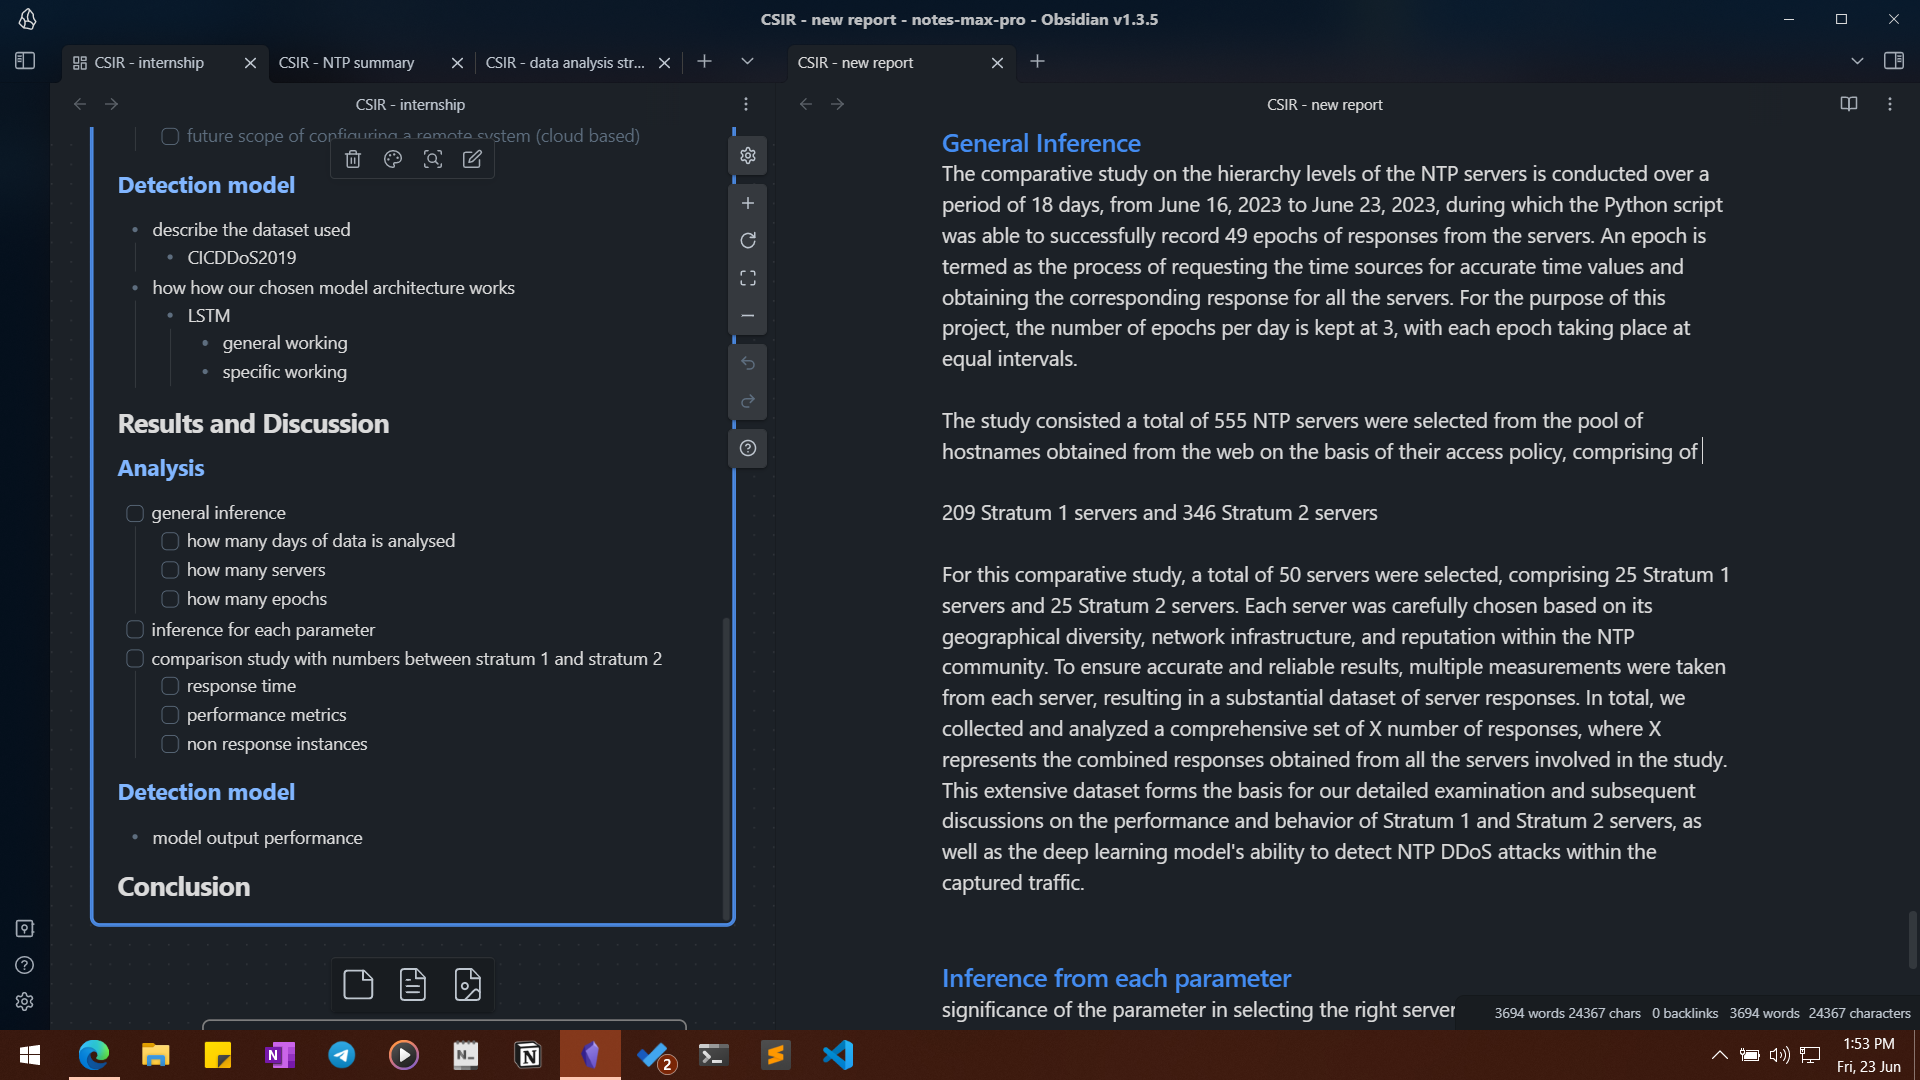 CSIR - new report - notes-max-pro - Obsidian v1.3.5
CSIR - internship
CSIR - NTP summary
CSIR - data analysis str...
CSIR - new report
CSIR - internship
CSIR - new report
future scope of configuring a remote system (cloud based)
Detection model
describe the dataset used
CICDDoS2019
how how our chosen model architecture works
LSTM
general working
specific working
Results and Discussion
Analysis
general inference
how many days of data is analysed
how many servers
how many epochs
inference for each parameter
comparison study with numbers between stratum 1 and stratum 2
response time
performance metrics
non response instances
Detection model
model output performance
Conclusion
General Inference
The comparative study on the hierarchy levels of the NTP servers is conducted over a
period of 18 days, from June 16, 2023 to June 23, 2023, during which the Python script
was able to successfully record 49 epochs of responses from the servers. An epoch is
termed as the process of requesting the time sources for accurate time values and
obtaining the corresponding response for all the servers. For the purpose of this
project, the number of epochs per day is kept at 3, with each epoch taking place at
equal intervals.
The study consisted a total of 555 NTP servers were selected from the pool of
hostnames obtained from the web on the basis of their access policy, comprising of
209 Stratum 1 servers and 346 Stratum 2 servers
For this comparative study, a total of 50 servers were selected, comprising 25 Stratum 1
servers and 25 Stratum 2 servers. Each server was carefully chosen based on its
geographical diversity, network infrastructure, and reputation within the NTP
community. To ensure accurate and reliable results, multiple measurements were taken
from each server, resulting in a substantial dataset of server responses. In total, we
collected and analyzed a comprehensive set of X number of responses, where X
represents the combined responses obtained from all the servers involved in the study.
This extensive dataset forms the basis for our detailed examination and subsequent
discussions on the performance and behavior of Stratum 1 and Stratum 2 servers, as
well as the deep learning model's ability to detect NTP DDoS attacks within the
captured traffic.
Inference from each parameter
significance of the parameter in selecting the right server
3694 words 24367 chars 0 backlinks 3694 words 24367 characters
N
N
N
2
1:53 PM
Fri, 23 Jun